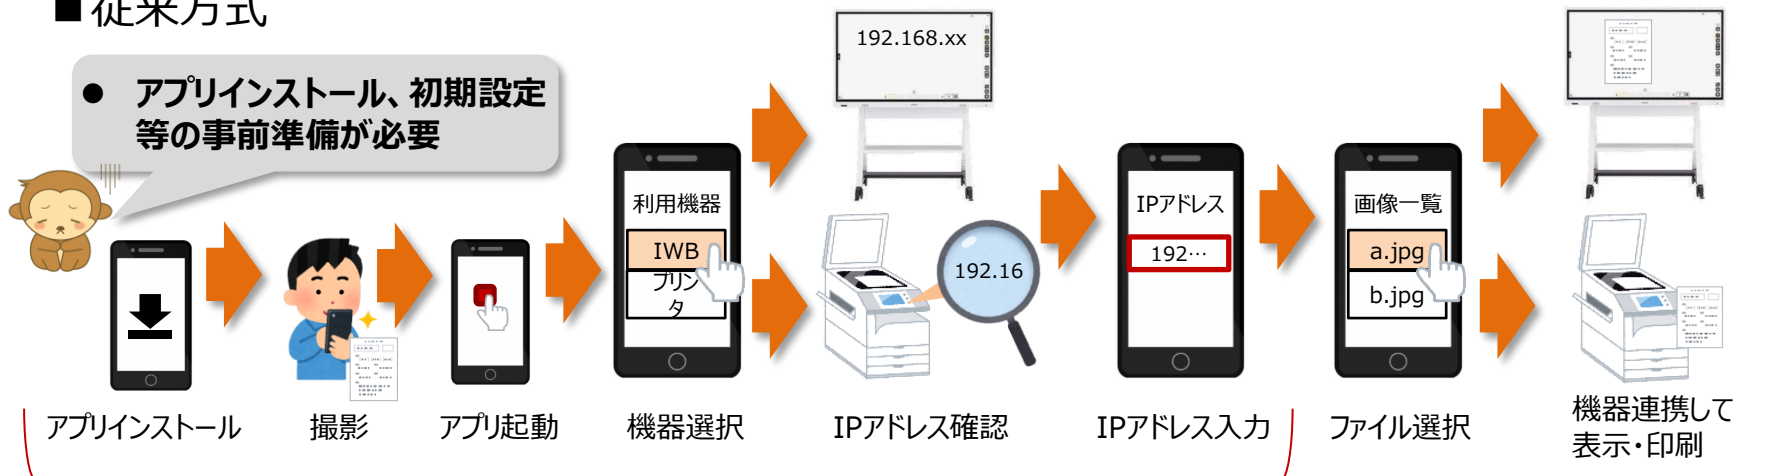 ■従来方式
● アプリインストール、初期設定
等の事前準備が必要
192.168.xx
利用機器
IWB
プリン
タ
192.16
IPアドレス
192…
画像一覧
a.jpg
b.jpg
アプリインストール
撮影
アプリ起動
機器選択
IPアドレス確認
IPアドレス入力
ファイル選択
機器連携して
表示・印刷